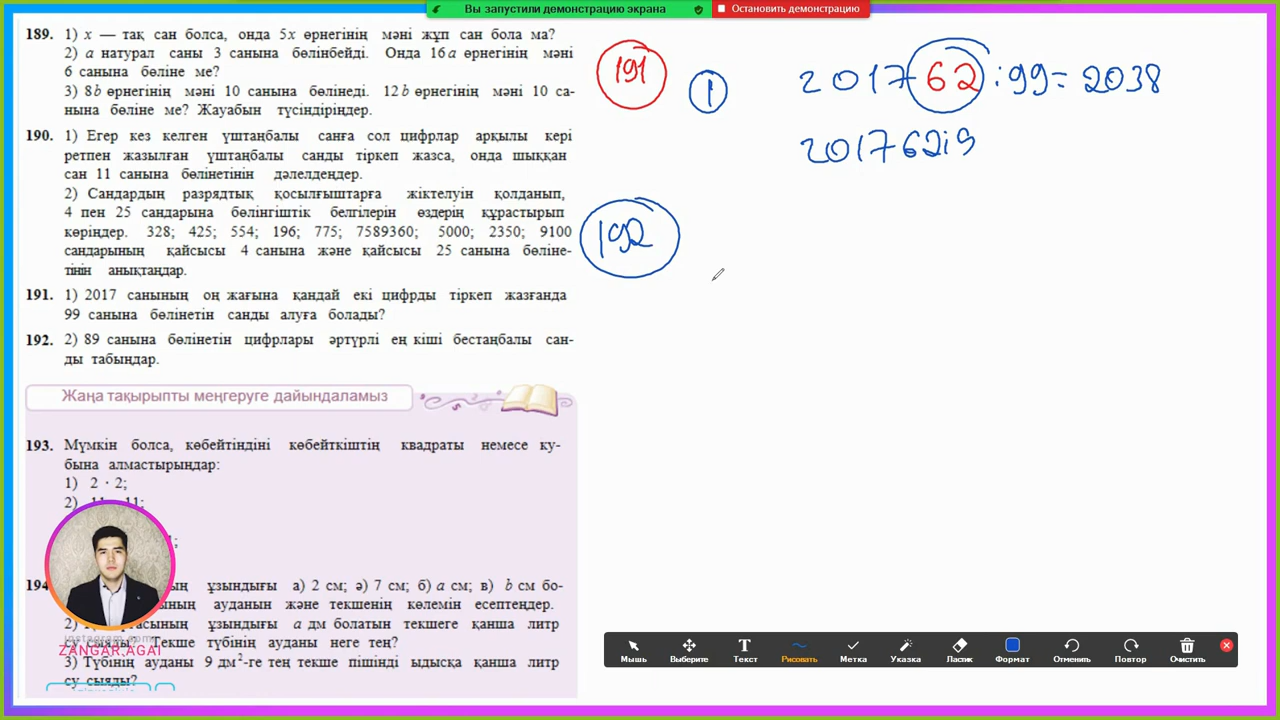 Вы запустили демонстрацию экрана
Остановить демонстрацию
189. 1) x — тақ сан болса, онда 5x өрнегінің мәні жұп сан бола ма?
2) a натурал саны 3 санына бөлінбейді. Онда 16a өрнегінің мәні
6 санына бөліне ме?
3) 8b өрнегінің мәні 10 санына бөлінеді. 12b өрнегінің мәні 10 са-
нына бөліне ме? Жауабын түсіндіріңдер.
190. 1) Егер кез келген үштаңбалы санға сол цифрлар арқылы кері
ретпен жазылған үштаңбалы санды тіркеп жазса, онда шыққан
сан 11 санына бөлінетінін дәлелдеңдер.
2) Сандардың разрядтық қосылғыштарға жіктелуін қолданып,
4 пен 25 сандарына бөлінгіштік белгілерін өздерің құрастырып
көріңдер. 328; 425; 554; 196; 775; 7589360; 5000; 2350; 9100
сандарының қайсысы 4 санына және қайсысы 25 санына бөліне-
тінін анықтаңдар.
191. 1) 2017 санының оң жағына қандай екі цифрды тіркеп жазғанда
99 санына бөлінетін санды алуға болады?
192. 2) 89 санына бөлінетін цифрлары әртүрлі ең кіші бестаңбалы сан-
ды табыңдар.
Жаңа тақырыпты меңгеруге дайындаламыз
193. Мүмкін болса, көбейтіндіні көбейткіштің квадраты немесе ку-
бына алмастырыңдар:
1) 2 · 2;
2) 11 · 11;
194
ұзындығы а) 2 см; ә) 7 см; б) a см; в) b см бо-
ауданын және текшенің көлемін есептеңдер.
2) ұзындығы a дм болатын текшеге қанша литр
су сыяды? Текше түбінің ауданы неге тең?
3) Түбінің ауданы 9 дм²-ге тең текше пішінді ыдысқа қанша литр
су сыяды?
instagram.com
ZANGAR.AGAI
191
1
201762:99=2038
201762:9
192
Мышь
Выберите
Текст
Рисовать
Метка
Указка
Ластик
Формат
Отменить
Повтор
Очистить